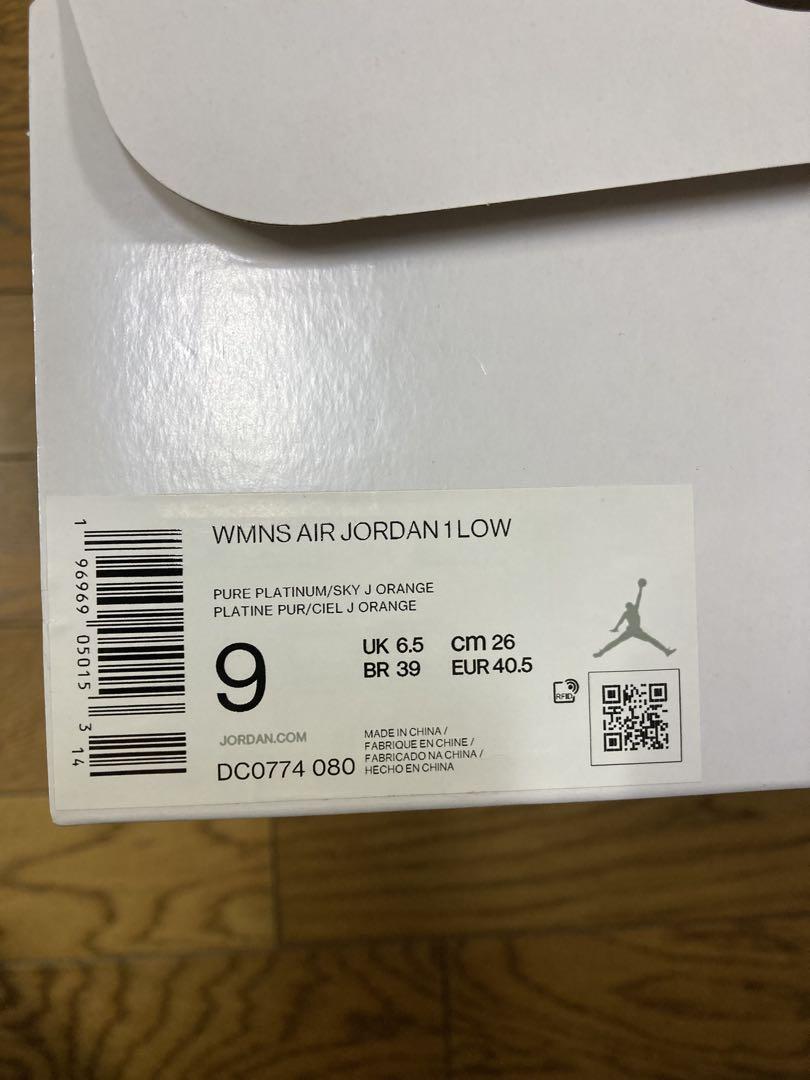 WMNS AIR JORDAN 1 LOW
PURE PLATINUM/SKY J ORANGE
PLATINE PUR/CIEL J ORANGE
9
UK 6.5 cm 26
BR 39 EUR 40.5
RFID
JORDAN.COM
DC0774 080
MADE IN CHINA /
FABRIQUE EN CHINE /
FABRICADO NA CHINA /
HECHO EN CHINA
1 96969 05015 3 14